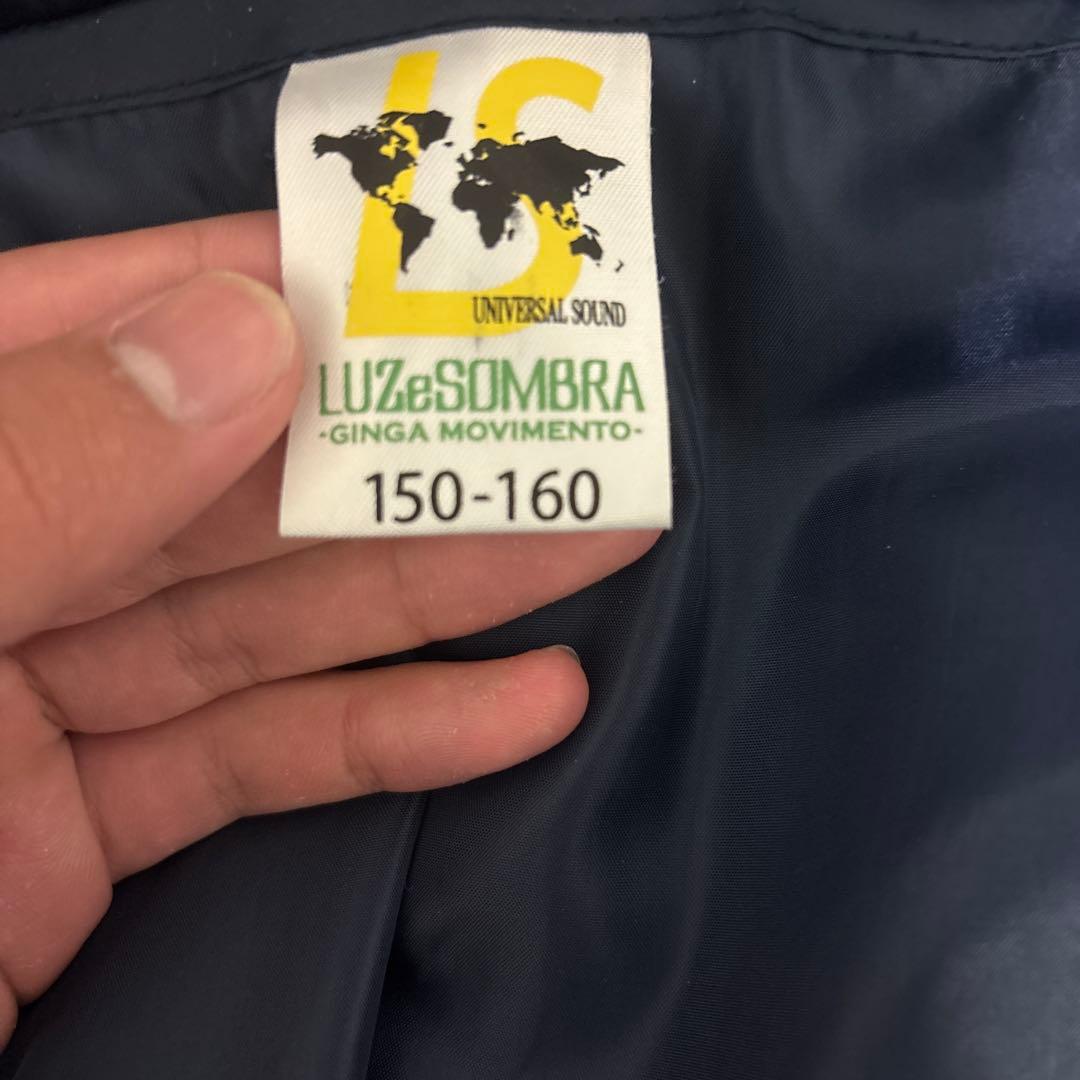 LS
UNIVERSAL SOUND
LUZeSOMBRA
-GINGA MOVIMENTO-
150-160